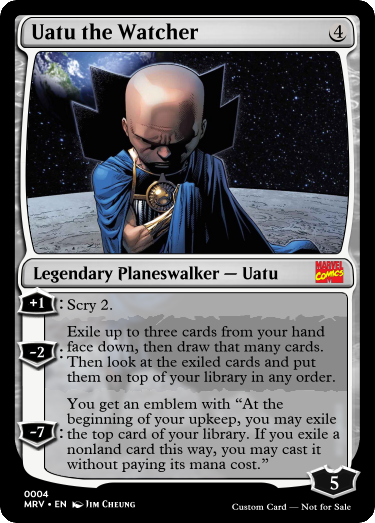 Uatu the Watcher 4
Legendary Planeswalker — Uatu MARVEL COMICS
+1: Scry 2.
Exile up to three cards from your hand
-2: face down, then draw that many cards.
Then look at the exiled cards and put
them on top of your library in any order.
You get an emblem with “At the
beginning of your upkeep, you may exile
-7: the top card of your library. If you exile a
nonland card this way, you may cast it
without paying its mana cost.”
5
0004
MRV • EN Jim Cheung Custom Card — Not for Sale